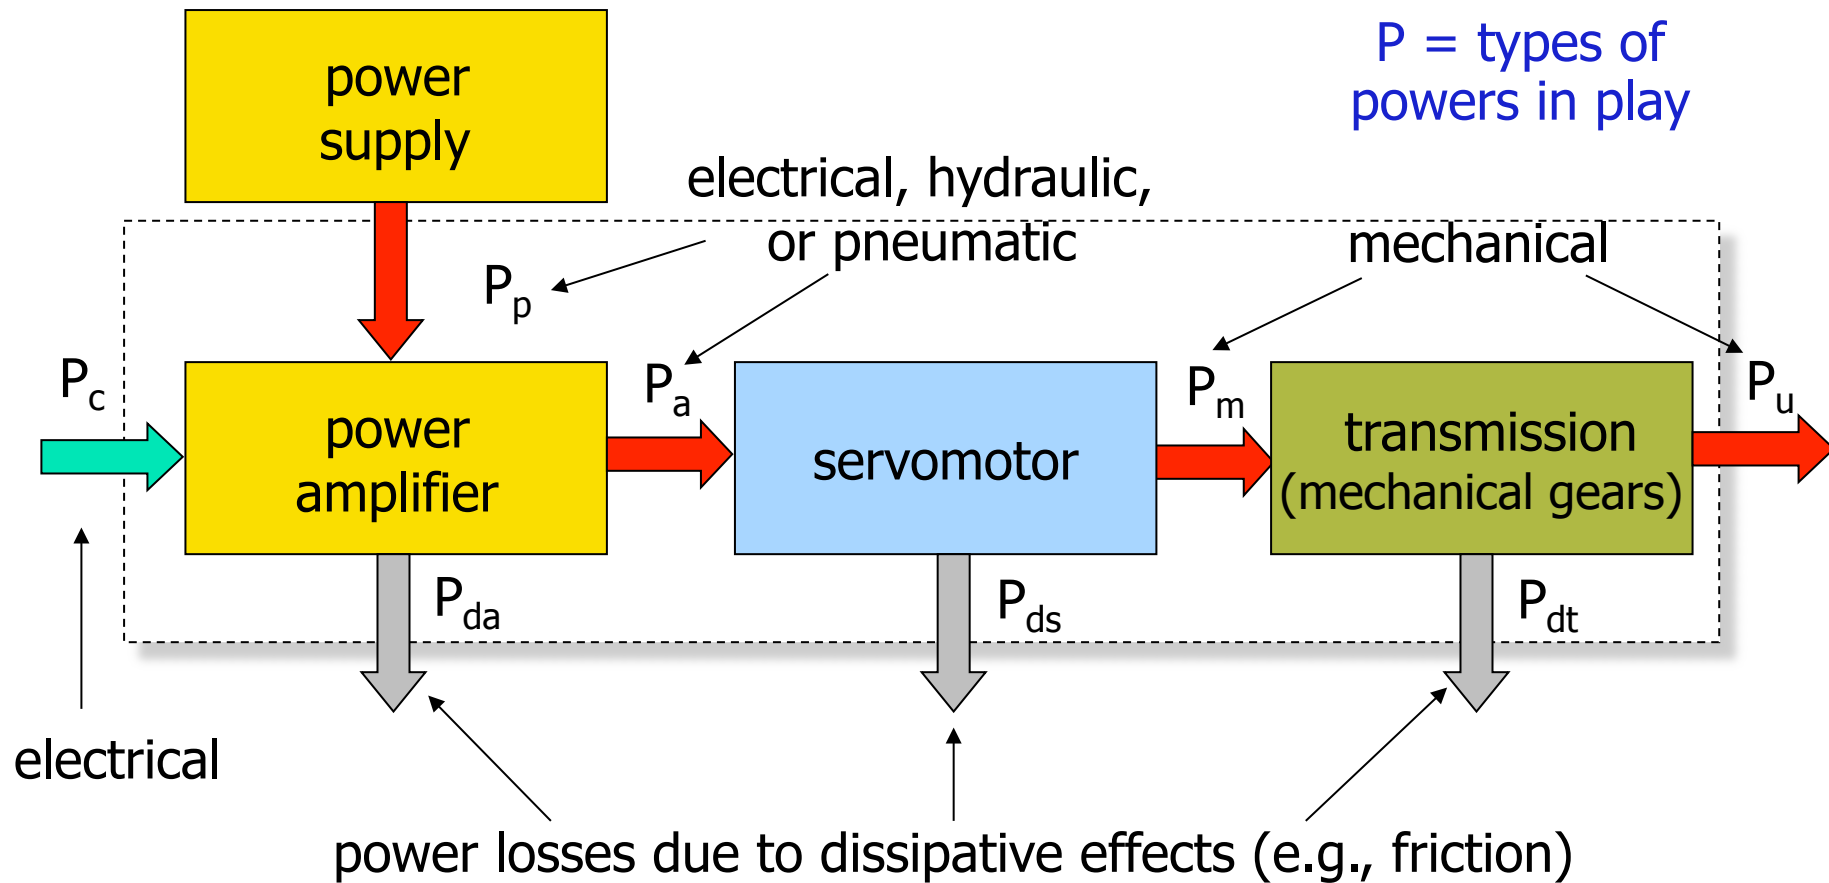 power
supply
P = types of
powers in play
electrical, hydraulic,
or pneumatic
mechanical
Pp
Pc
Pa
Pm
Pu
power
amplifier
servomotor
transmission
(mechanical gears)
Pda
Pds
Pdt
electrical
power losses due to dissipative effects (e.g., friction)